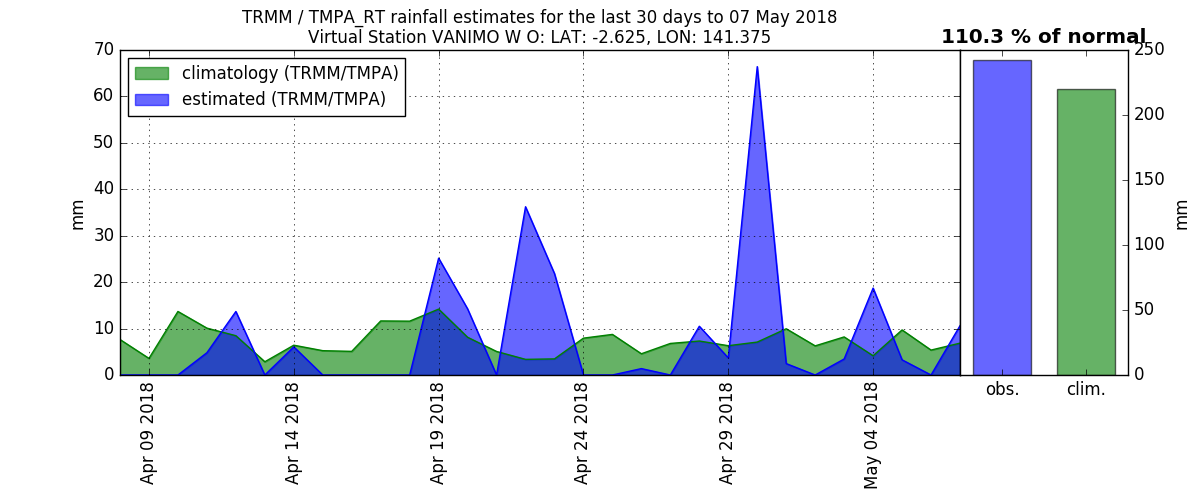 TRMM / TMPA_RT rainfall estimates for the last 30 days to 07 May 2018
Virtual Station VANIMO W O: LAT: -2.625, LON: 141.375
110.3 % of normal
climatology (TRMM/TMPA)
estimated (TRMM/TMPA)
70
60
50
40
30
20
10
0
mm
Apr 09 2018
Apr 14 2018
Apr 19 2018
Apr 24 2018
Apr 29 2018
May 04 2018
obs.
clim.
250
200
150
100
50
0
mm